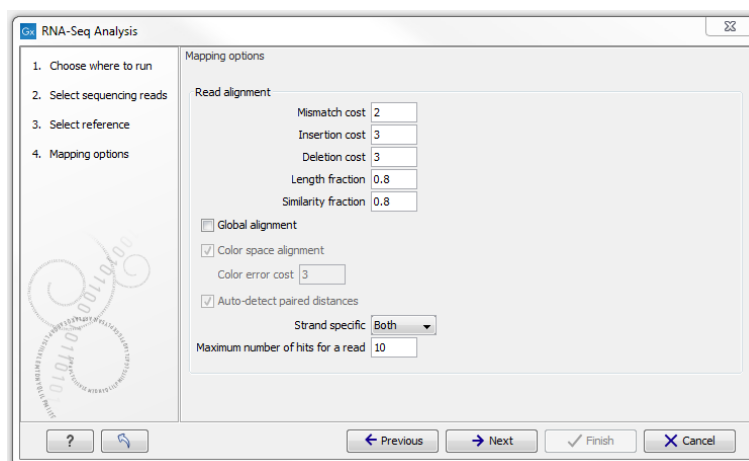 Gx RNA-Seq Analysis
1. Choose where to run
2. Select sequencing reads
3. Select reference
4. Mapping options
Mapping options
Read alignment
Mismatch cost 2
Insertion cost 3
Deletion cost 3
Length fraction 0.8
Similarity fraction 0.8
Global alignment
Color space alignment
Color error cost 3
Auto-detect paired distances
Strand specific Both
Maximum number of hits for a read 10
? Previous Next Finish Cancel